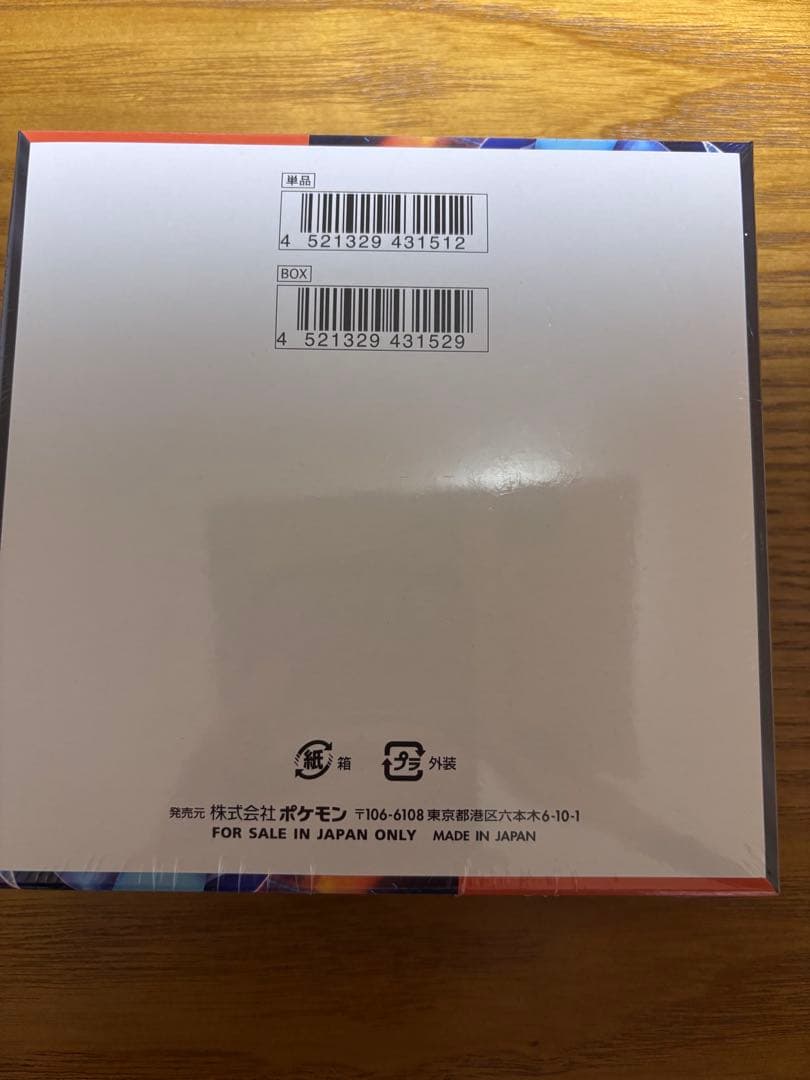 単品
4 521329 431512
BOX
4 521329 431529
紙 箱 プラ 外装
発売元 株式会社 ポケモン 〒106-6108 東京都港区六本木6-10-1
FOR SALE IN JAPAN ONLY MADE IN JAPAN